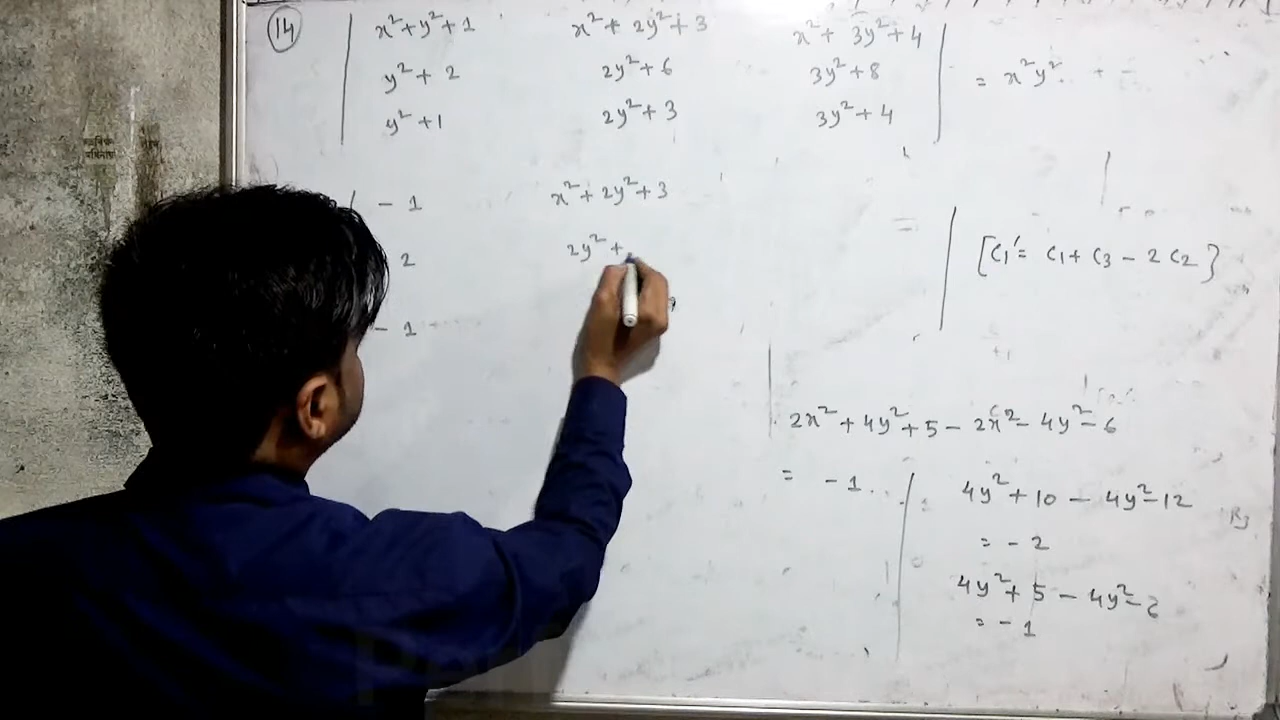 (14) | x²+y²+1 x²+2y²+3 x²+3y²+4 |
y²+2 2y²+6 3y²+8 = x²y²
y²+1 2y²+3 3y²+4
-1 x²+2y²+3
2 2y²+ [C₁′= C₁+C₃-2C₂}
-1
2x²+4y²+5-2x²-4y²-6
= -1
4y²+10-4y²-12
= -2
4y²+5-4y²-6
= -1